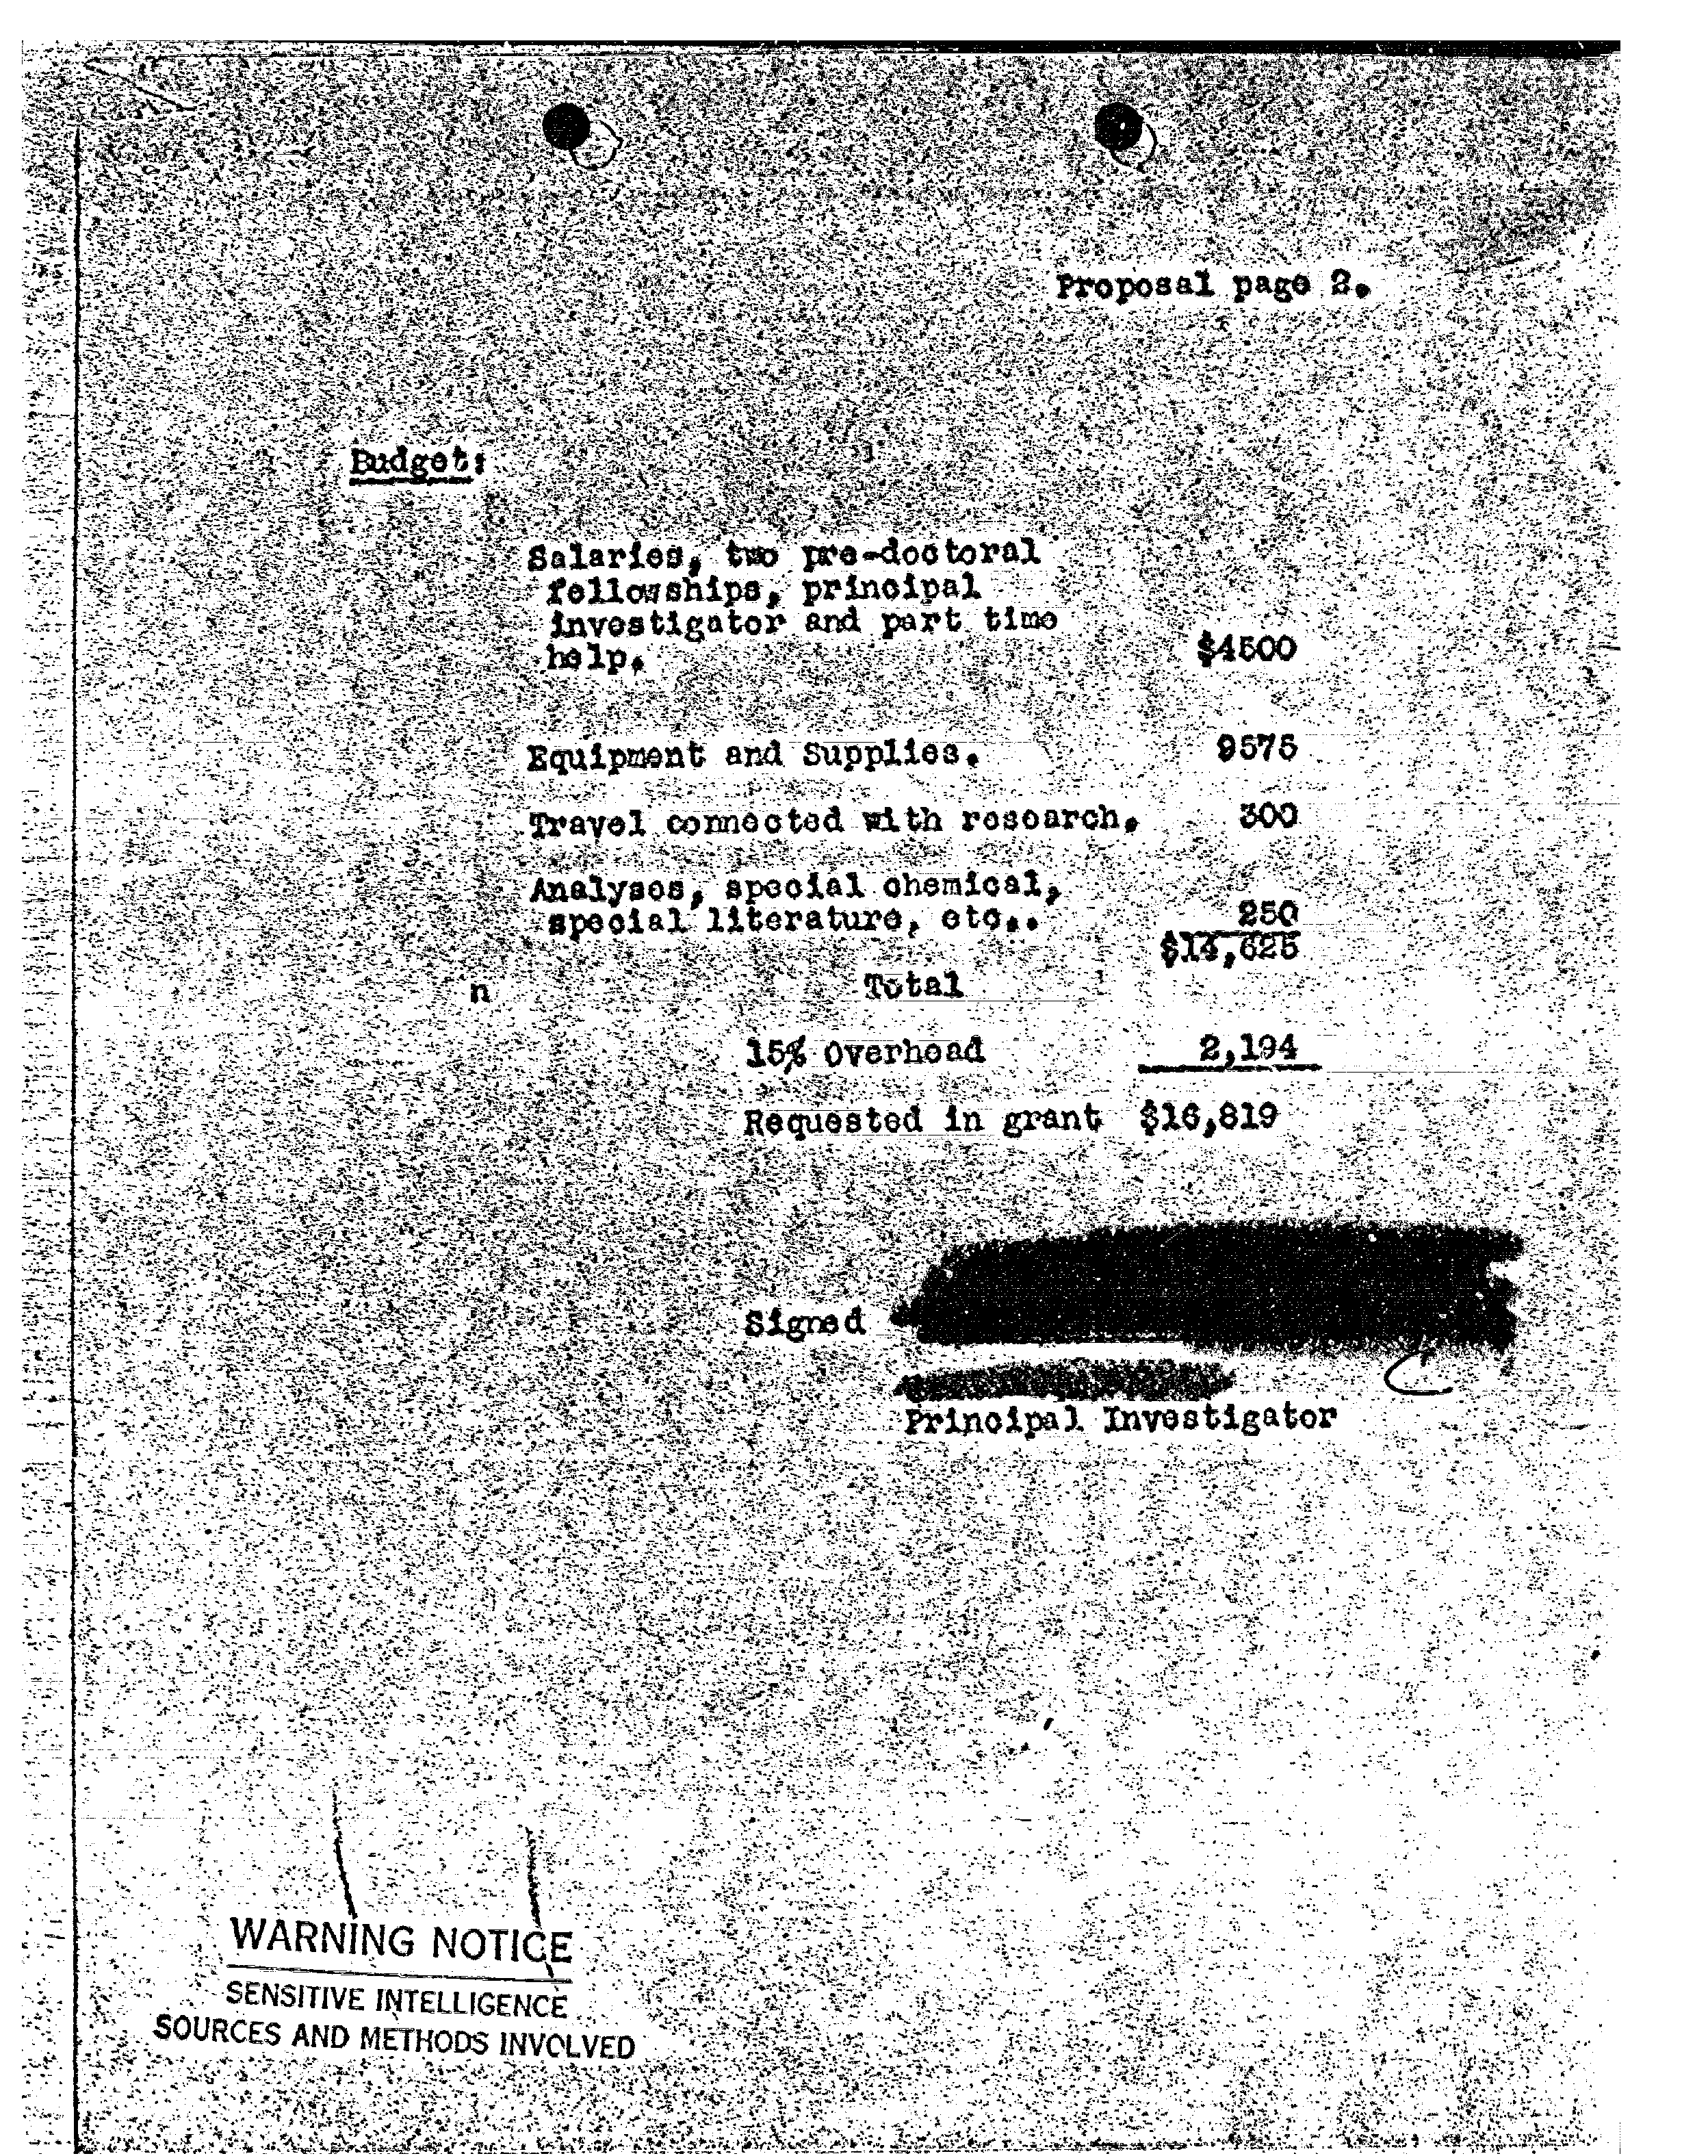 Proposal page 2.
Budget:
Salaries, two pre-doctoral
fellowships, principal
investigator and part time
help. $4500
Equipment and Supplies. 9575
Travel connected with research. 300
Analyses, special chemical,
special literature, etc.. 250
$14,625
n Total
15% Overhead 2,194
Requested in grant $16,819
Signed
Principal Investigator
WARNING NOTICE
SENSITIVE INTELLIGENCE
SOURCES AND METHODS INVOLVED